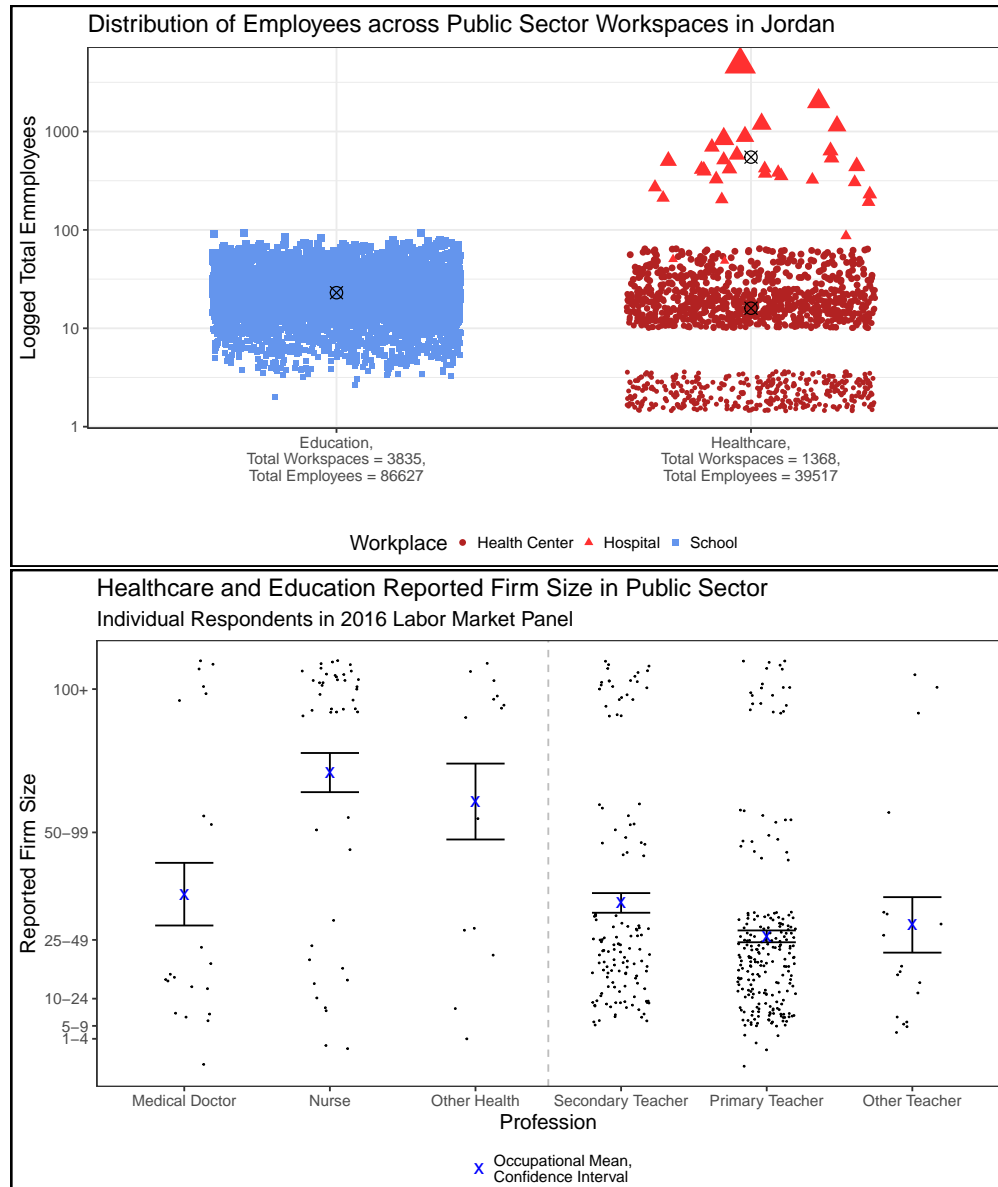 Distribution of Employees across Public Sector Workspaces in Jordan
Logged Total Emmployees
1000
100
10
1
Education,
Total Workspaces = 3835,
Total Employees = 86627
Healthcare,
Total Workspaces = 1368,
Total Employees = 39517
Workplace Health Center Hospital School
Healthcare and Education Reported Firm Size in Public Sector
Individual Respondents in 2016 Labor Market Panel
Reported Firm Size
100+
50−99
25−49
10−24
5−9
1−4
Medical Doctor Nurse Other Health Secondary Teacher Primary Teacher Other Teacher
Profession
x Occupational Mean,
Confidence Interval